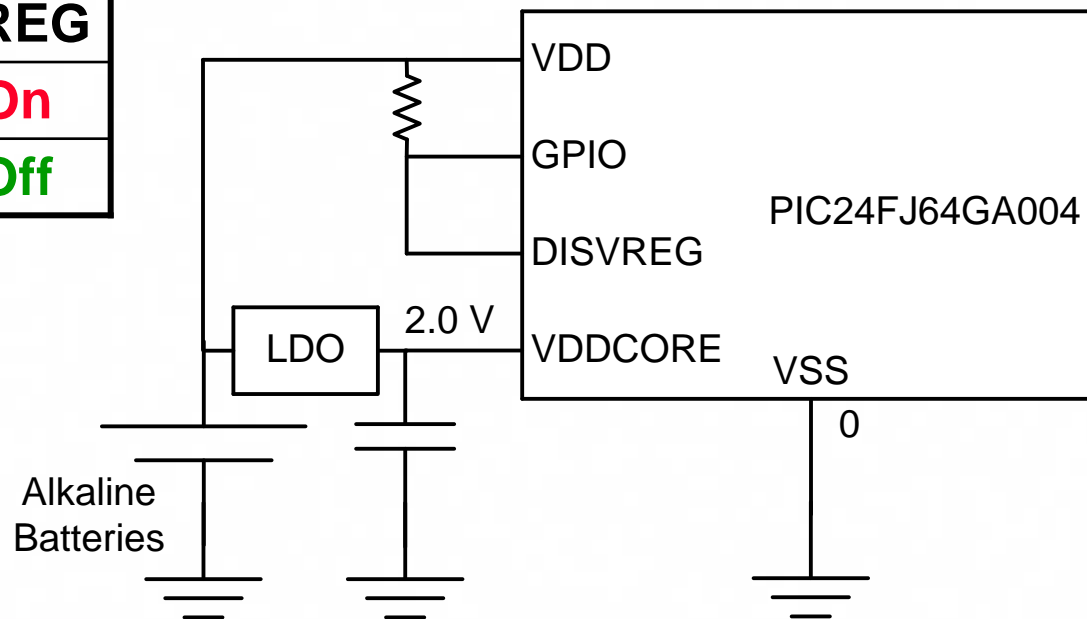 REG
On
Off
VDD
GPIO
DISVREG
VDDCORE
PIC24FJ64GA004
VSS
0
LDO
2.0 V
Alkaline
Batteries